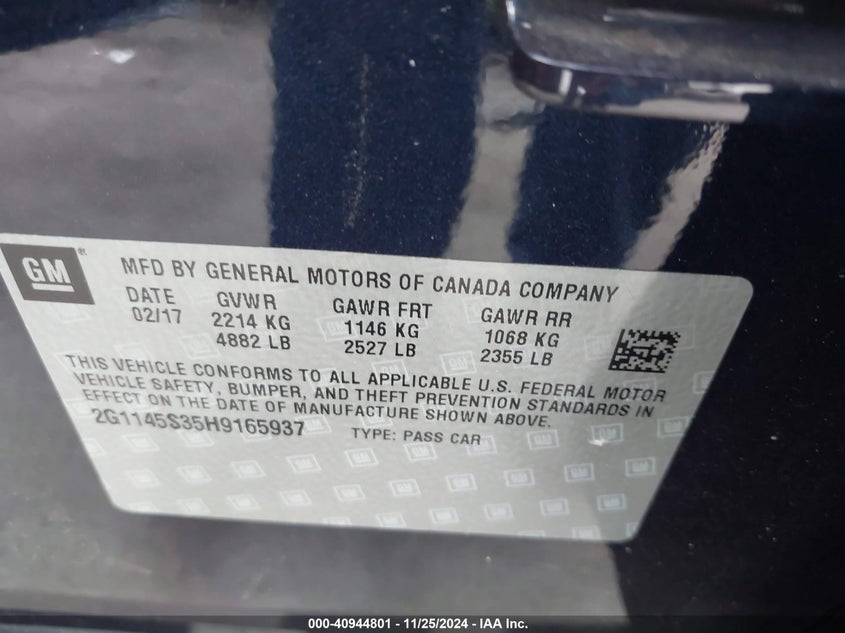 GM
MFD BY GENERAL MOTORS OF CANADA COMPANY
DATE GVWR GAWR FRT GAWR RR
02/17 2214 KG 1146 KG 1068 KG
4882 LB 2527 LB 2355 LB
THIS VEHICLE CONFORMS TO ALL APPLICABLE U.S. FEDERAL MOTOR
VEHICLE SAFETY, BUMPER, AND THEFT PREVENTION STANDARDS IN
EFFECT ON THE DATE OF MANUFACTURE SHOWN ABOVE.
2G1145S35H9165937 TYPE: PASS CAR
000-40944801 - 11/25/2024 - IAA Inc.